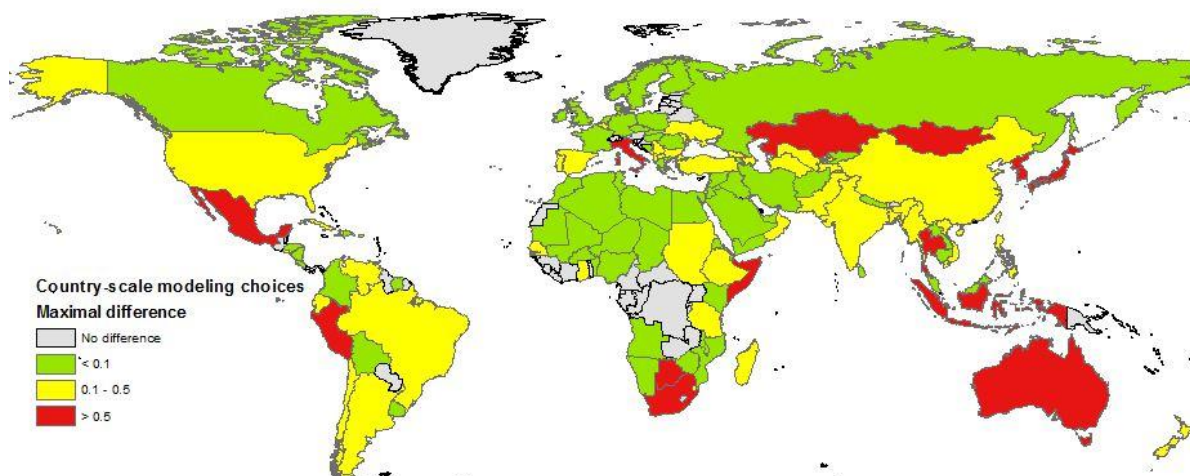 Country-scale modeling choices
Maximal difference
No difference
< 0.1
0.1 - 0.5
> 0.5